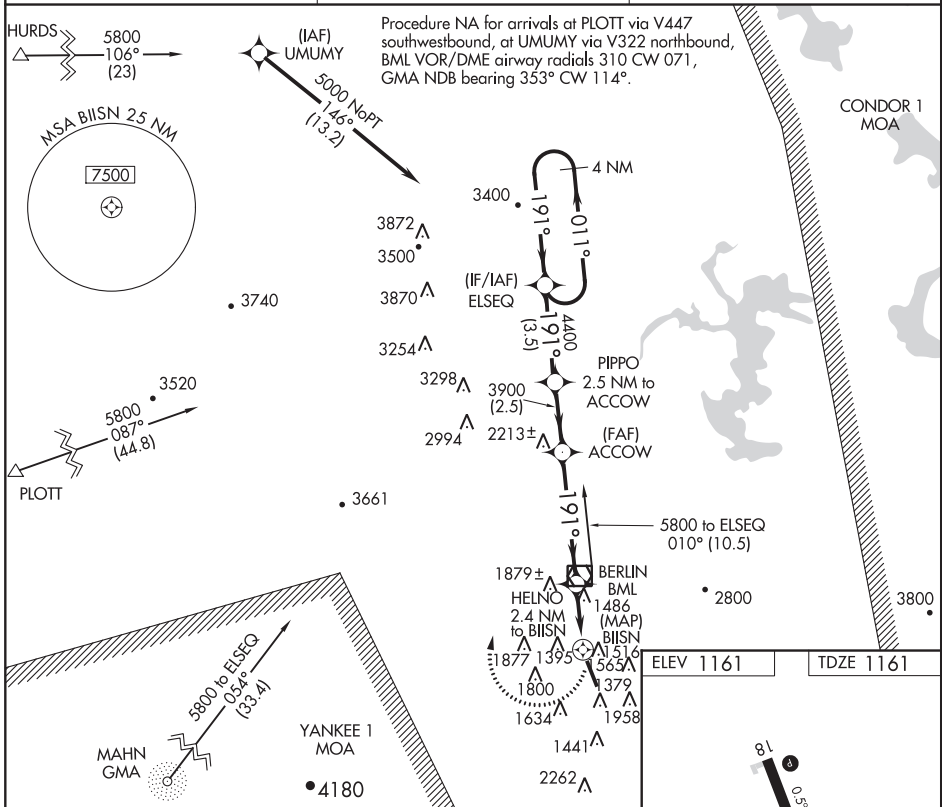 Procedure NA for arrivals at PLOTT via V447
southwestbound, at UMUMY via V322 northbound,
BML VOR/DME airway radials 310 CW 071,
GMA NDB bearing 353° CW 114°.
HURDS
5800
106°
(23)
(IAF)
UMUMY
5000 NoPT
146°
(13.2)
MSA BIISN 25 NM
7500
CONDOR 1
MOA
4 NM
3400
191°
011°
3872
3500
3870
(IF/IAF)
ELSEQ
3740
4400
191°
(3.5)
3254
PIPPO
2.5 NM to
ACCOW
3298
3900
(2.5)
3520
5800
087°
(44.8)
PLOTT
2994
2213±
(FAF)
ACCOW
3661
191°
5800 to ELSEQ
010° (10.5)
1879±
BERLIN
BML
HELNO
2.4 NM
to BIISN
1486
(MAP)
BIISN
2800
3800
1877
1395
1516
1565
1800
1379
1634
1958
1441
2262
5800 to ELSEQ
054°
(33.4)
MAHN
GMA
YANKEE 1
MOA
4180
ELEV 1161
TDZE 1161
18
P
0.5°